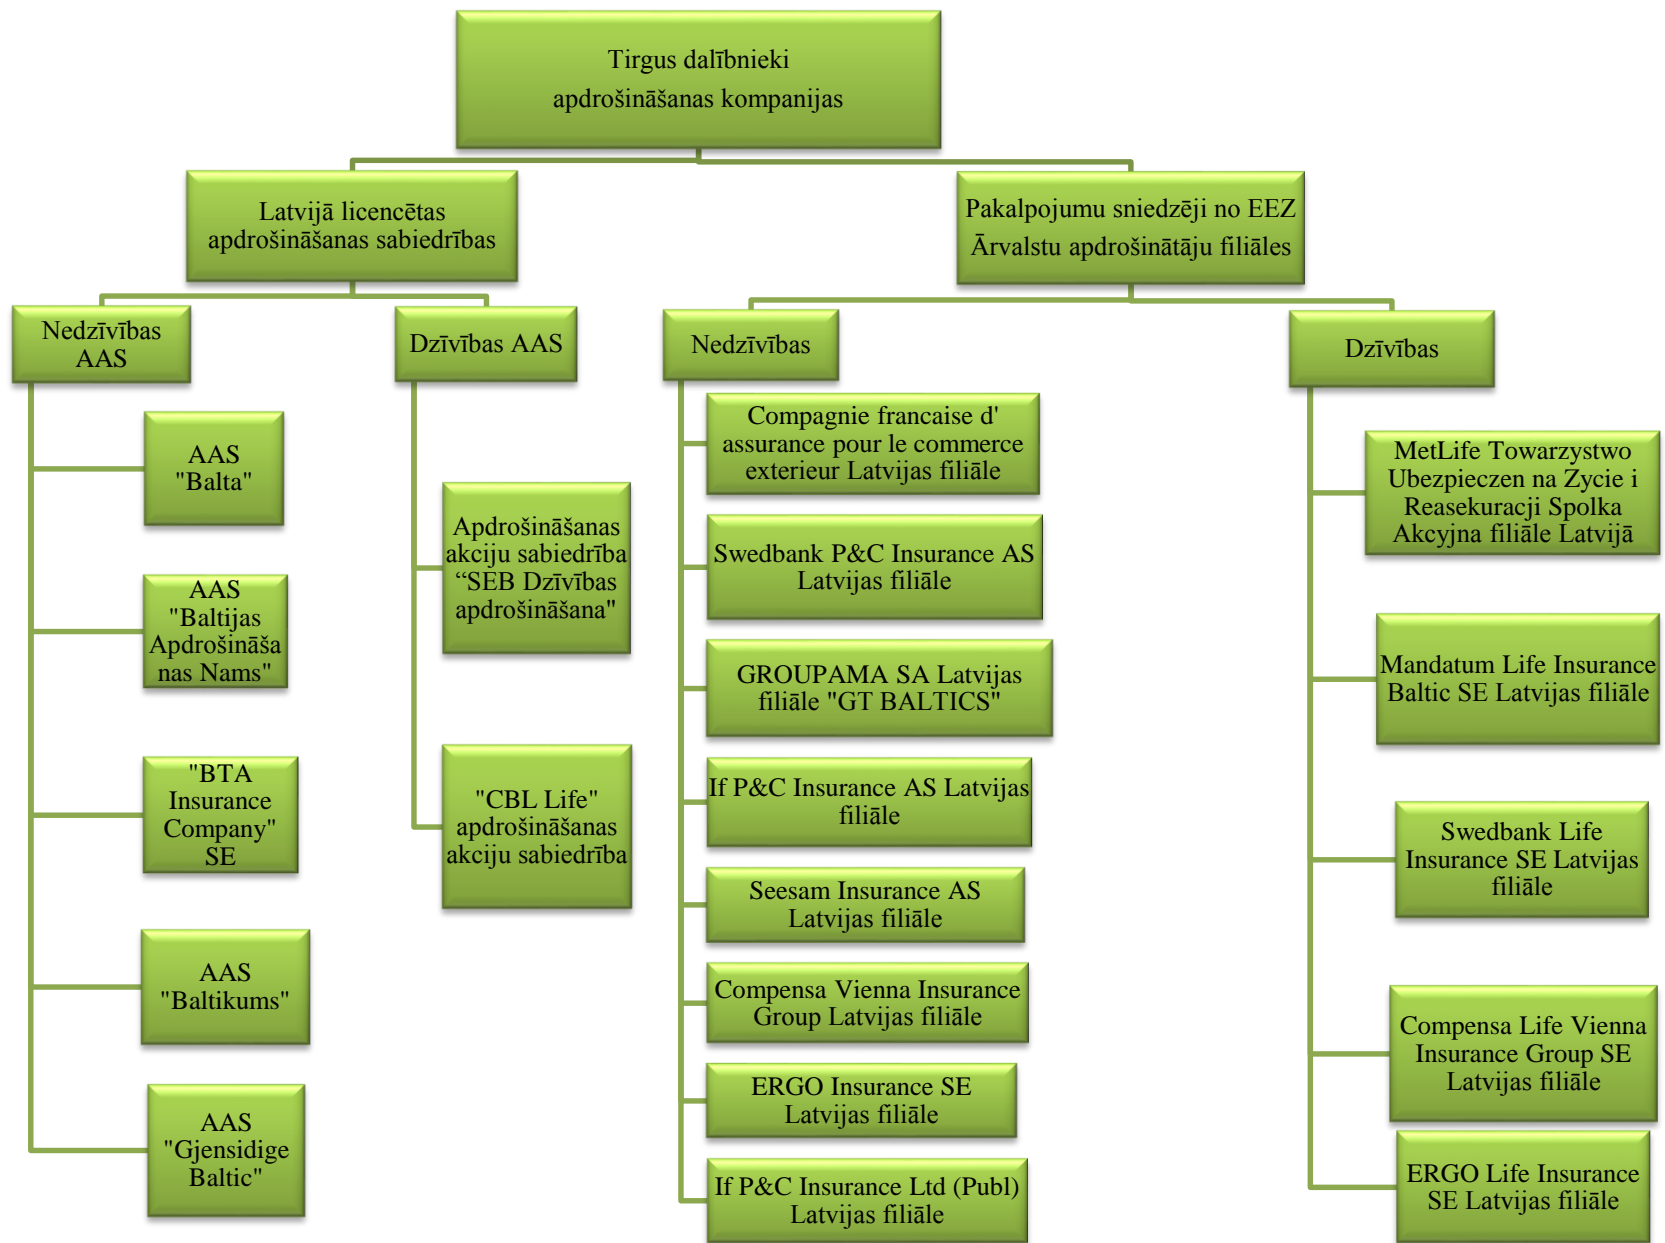 Tirgus dalībnieki
apdrošināšanas kompanijas
Latvijā licencētas
apdrošināšanas sabiedrības
Pakalpojumu sniedzēji no EEZ
Ārvalstu apdrošinātāju filiāles
Nedzīvības
AAS
Dzīvības AAS
Nedzīvības
Dzīvības
AAS
"Balta"
AAS
"Baltijas
Apdrošināša
nas Nams"
"BTA
Insurance
Company"
SE
AAS
"Baltikums"
AAS
"Gjensidige
Baltic"
Apdrošināšanas
akciju sabiedrība
“SEB Dzīvības
apdrošināšana"
"CBL Life"
apdrošināšanas
akciju sabiedrība
Compagnie francaise d'
assurance pour le commerce
exterieur Latvijas filiāle
Swedbank P&C Insurance AS
Latvijas filiāle
GROUPAMA SA Latvijas
filiāle "GT BALTICS"
If P&C Insurance AS Latvijas
filiāle
Seesam Insurance AS
Latvijas filiāle
Compensa Vienna Insurance
Group Latvijas filiāle
ERGO Insurance SE
Latvijas filiāle
If P&C Insurance Ltd (Publ)
Latvijas filiāle
MetLife Towarzystwo
Ubezpieczen na Zycie i
Reasekuracji Spolka
Akcyjna filiāle Latvijā
Mandatum Life Insurance
Baltic SE Latvijas filiāle
Swedbank Life
Insurance SE Latvijas
filiāle
Compensa Life Vienna
Insurance Group SE
Latvijas filiāle
ERGO Life Insurance
SE Latvijas filiāle